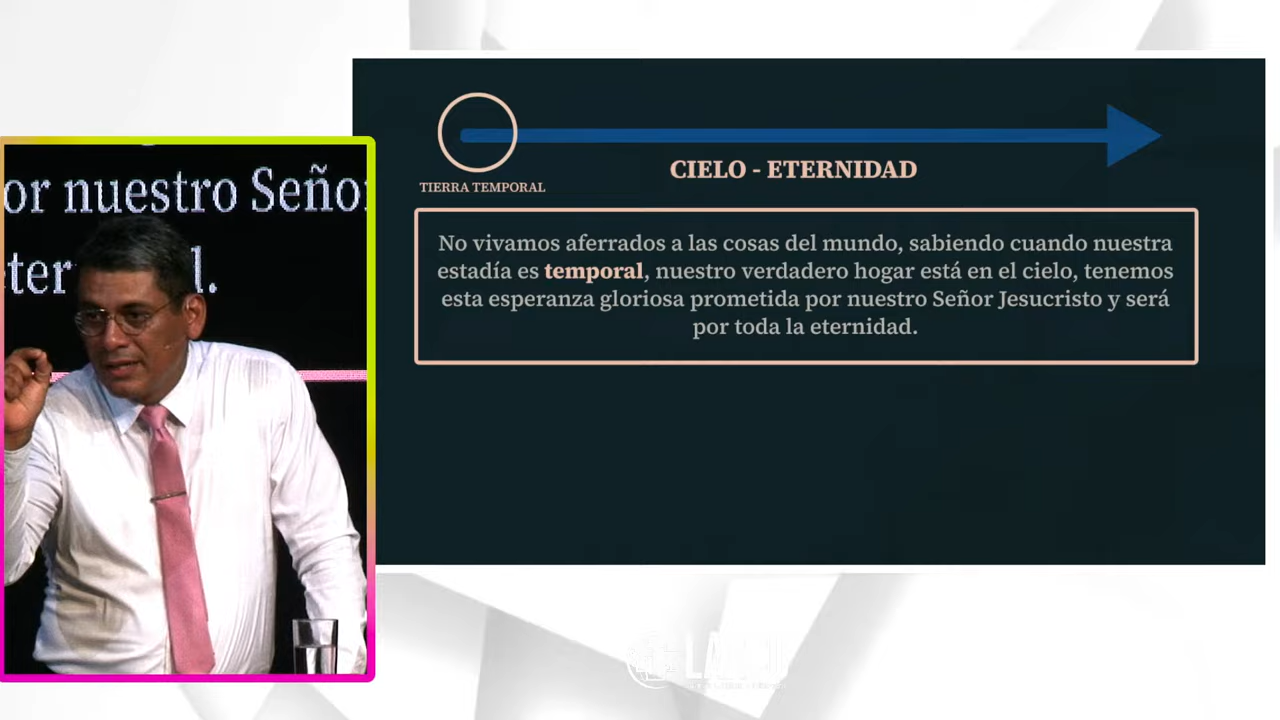 or nuestro Seño
eter al.
TIERRA TEMPORAL
CIELO - ETERNIDAD
No vivamos aferrados a las cosas del mundo, sabiendo cuando nuestra
estadía es temporal, nuestro verdadero hogar está en el cielo, tenemos
esta esperanza gloriosa prometida por nuestro Señor Jesucristo y será
por toda la eternidad.